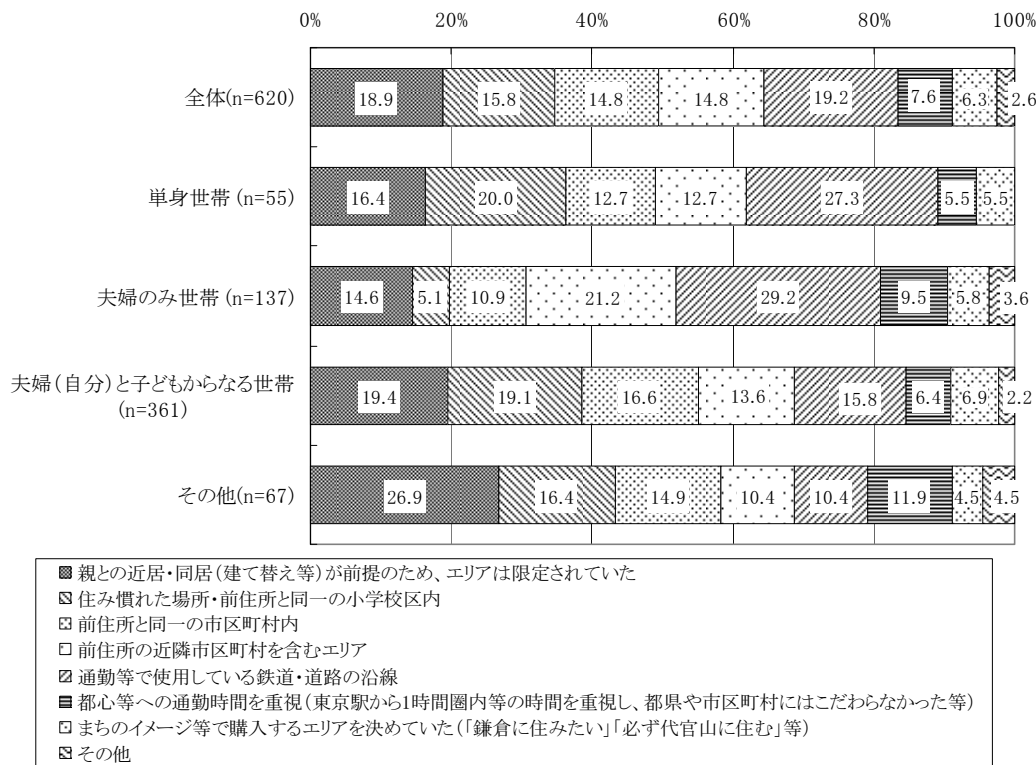 0% 20% 40% 60% 80% 100%
全体(n=620) 18.9 15.8 14.8 14.8 19.2 7.6 6.3 2.6
単身世帯(n=55) 16.4 20.0 12.7 12.7 27.3 5.5 5.5
夫婦のみ世帯(n=137) 14.6 5.1 10.9 21.2 29.2 9.5 5.8 3.6
夫婦(自分)と子どもからなる世帯
(n=361) 19.4 19.1 16.6 13.6 15.8 6.4 6.9 2.2
その他(n=67) 26.9 16.4 14.9 10.4 10.4 11.9 4.5 4.5
親との近居・同居(建て替え等)が前提のため、エリアは限定されていた
住み慣れた場所・前住所と同一の小学校区内
前住所と同一の市区町村内
前住所の近隣市区町村を含むエリア
通勤等で使用している鉄道・道路の沿線
都心等への通勤時間を重視(東京駅から1時間圏内等の時間を重視し、都県や市区町村にはこだわらなかった等)
まちのイメージ等で購入するエリアを決めていた(「鎌倉に住みたい」「必ず代官山に住む」等)
その他